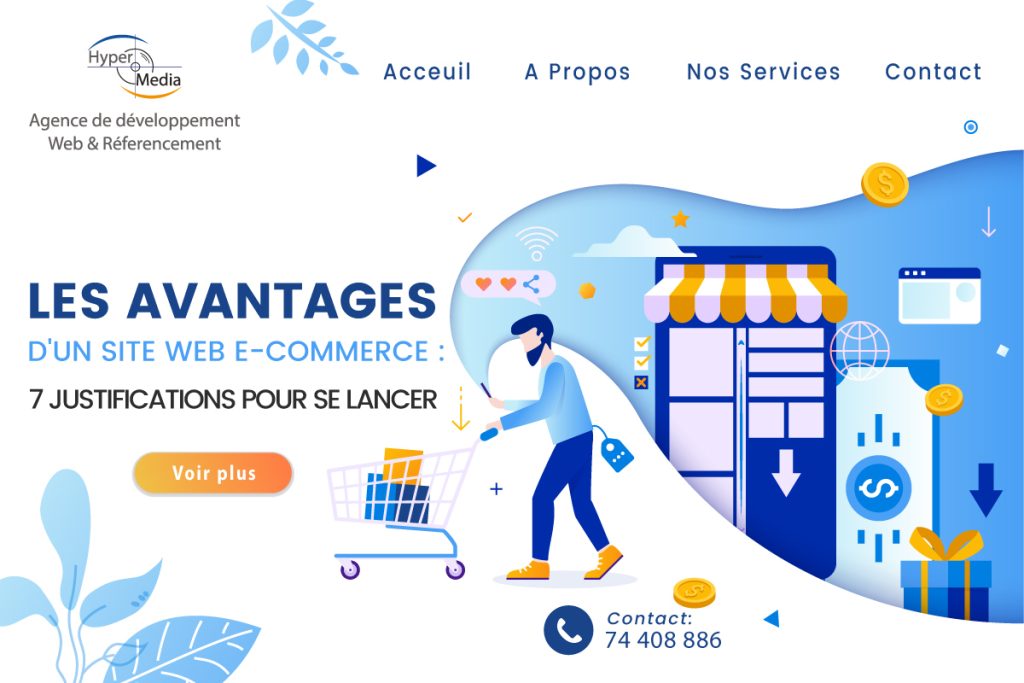 Hyper
Media
Agence de développement
Web & Réferencement
Acceuil
A Propos
Nos Services
Contact
LES AVANTAGES
D'UN SITE WEB E-COMMERCE :
7 JUSTIFICATIONS POUR SE LANCER
Voir plus
Contact:
74 408 886